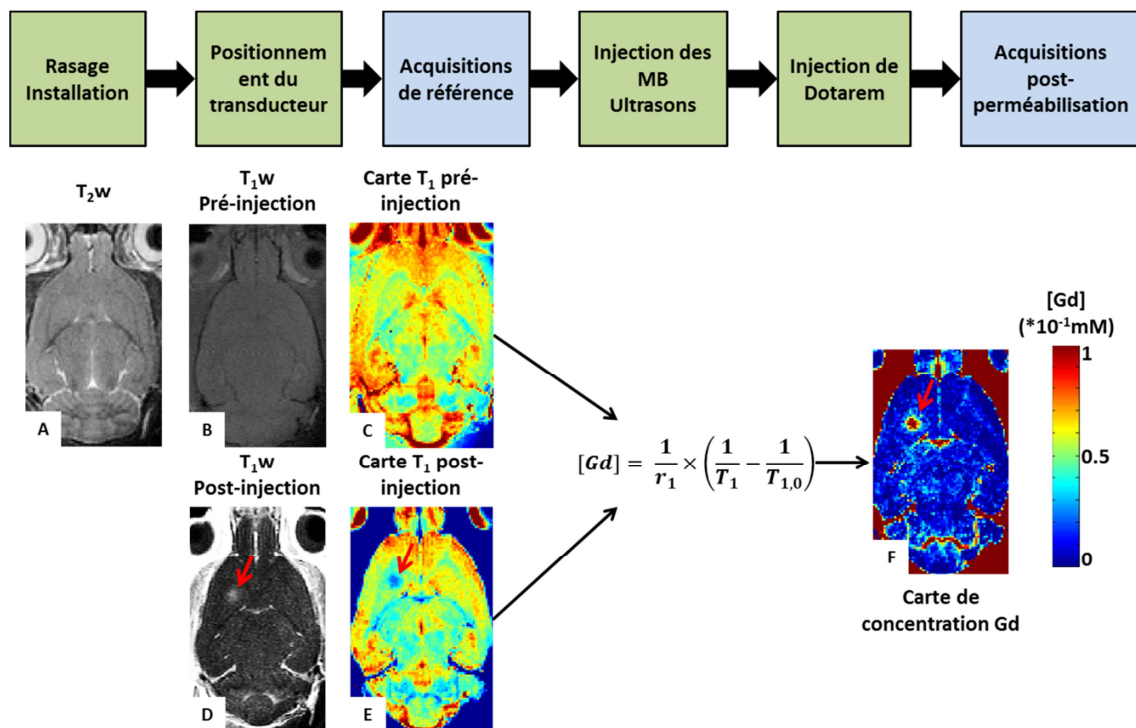 Rasage
Installation
Positionnem
ent du
transducteur
Acquisitions
de référence
Injection des
MB
Ultrasons
Injection de
Dotarem
Acquisitions
post-
perméabilisation
T₂w
T₁w
Pré-injection
Carte T₁ pré-
injection
A
B
C
T₁w
Post-injection
Carte T₁ post-
injection
D
E
[Gd] = 1/r₁ × (1/T₁ − 1/T₁,₀)
[Gd]
(*10⁻¹mM)
1
0.5
0
F
Carte de
concentration Gd